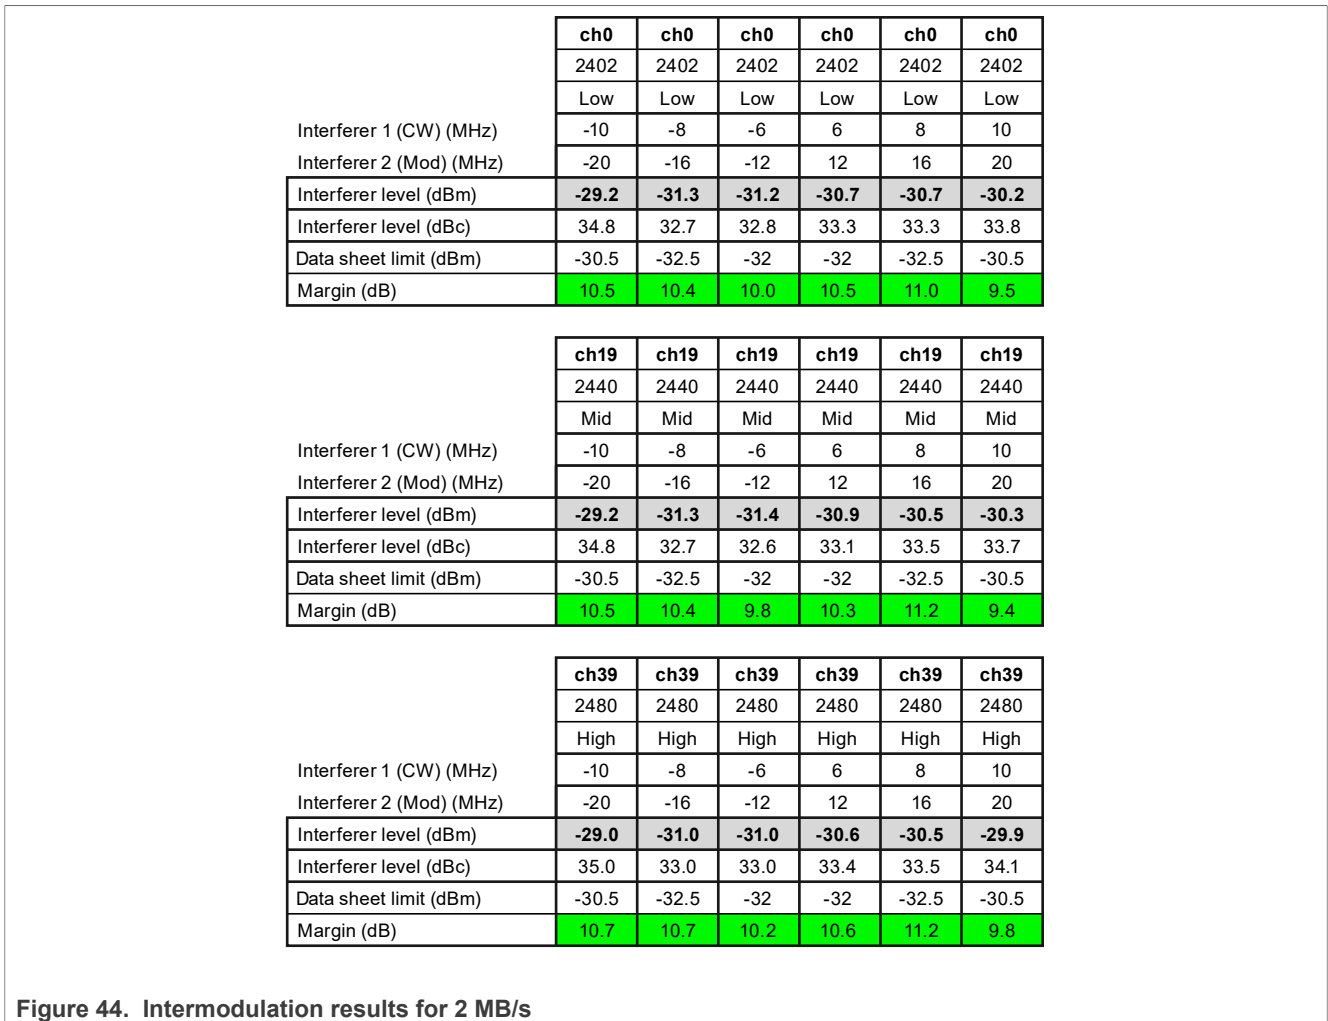 ch0 ch0 ch0 ch0 ch0 ch0
2402 2402 2402 2402 2402 2402
Low Low Low Low Low Low
Interferer 1 (CW) (MHz) -10 -8 -6 6 8 10
Interferer 2 (Mod) (MHz) -20 -16 -12 12 16 20
Interferer level (dBm) -29.2 -31.3 -31.2 -30.7 -30.7 -30.2
Interferer level (dBc) 34.8 32.7 32.8 33.3 33.3 33.8
Data sheet limit (dBm) -30.5 -32.5 -32 -32 -32.5 -30.5
Margin (dB) 10.5 10.4 10.0 10.5 11.0 9.5
ch19 ch19 ch19 ch19 ch19 ch19
2440 2440 2440 2440 2440 2440
Mid Mid Mid Mid Mid Mid
Interferer 1 (CW) (MHz) -10 -8 -6 6 8 10
Interferer 2 (Mod) (MHz) -20 -16 -12 12 16 20
Interferer level (dBm) -29.2 -31.3 -31.4 -30.9 -30.5 -30.3
Interferer level (dBc) 34.8 32.7 32.6 33.1 33.5 33.7
Data sheet limit (dBm) -30.5 -32.5 -32 -32 -32.5 -30.5
Margin (dB) 10.5 10.4 9.8 10.3 11.2 9.4
ch39 ch39 ch39 ch39 ch39 ch39
2480 2480 2480 2480 2480 2480
High High High High High High
Interferer 1 (CW) (MHz) -10 -8 -6 6 8 10
Interferer 2 (Mod) (MHz) -20 -16 -12 12 16 20
Interferer level (dBm) -29.0 -31.0 -31.0 -30.6 -30.5 -29.9
Interferer level (dBc) 35.0 33.0 33.0 33.4 33.5 34.1
Data sheet limit (dBm) -30.5 -32.5 -32 -32 -32.5 -30.5
Margin (dB) 10.7 10.7 10.2 10.6 11.2 9.8
Figure 44. Intermodulation results for 2 MB/s